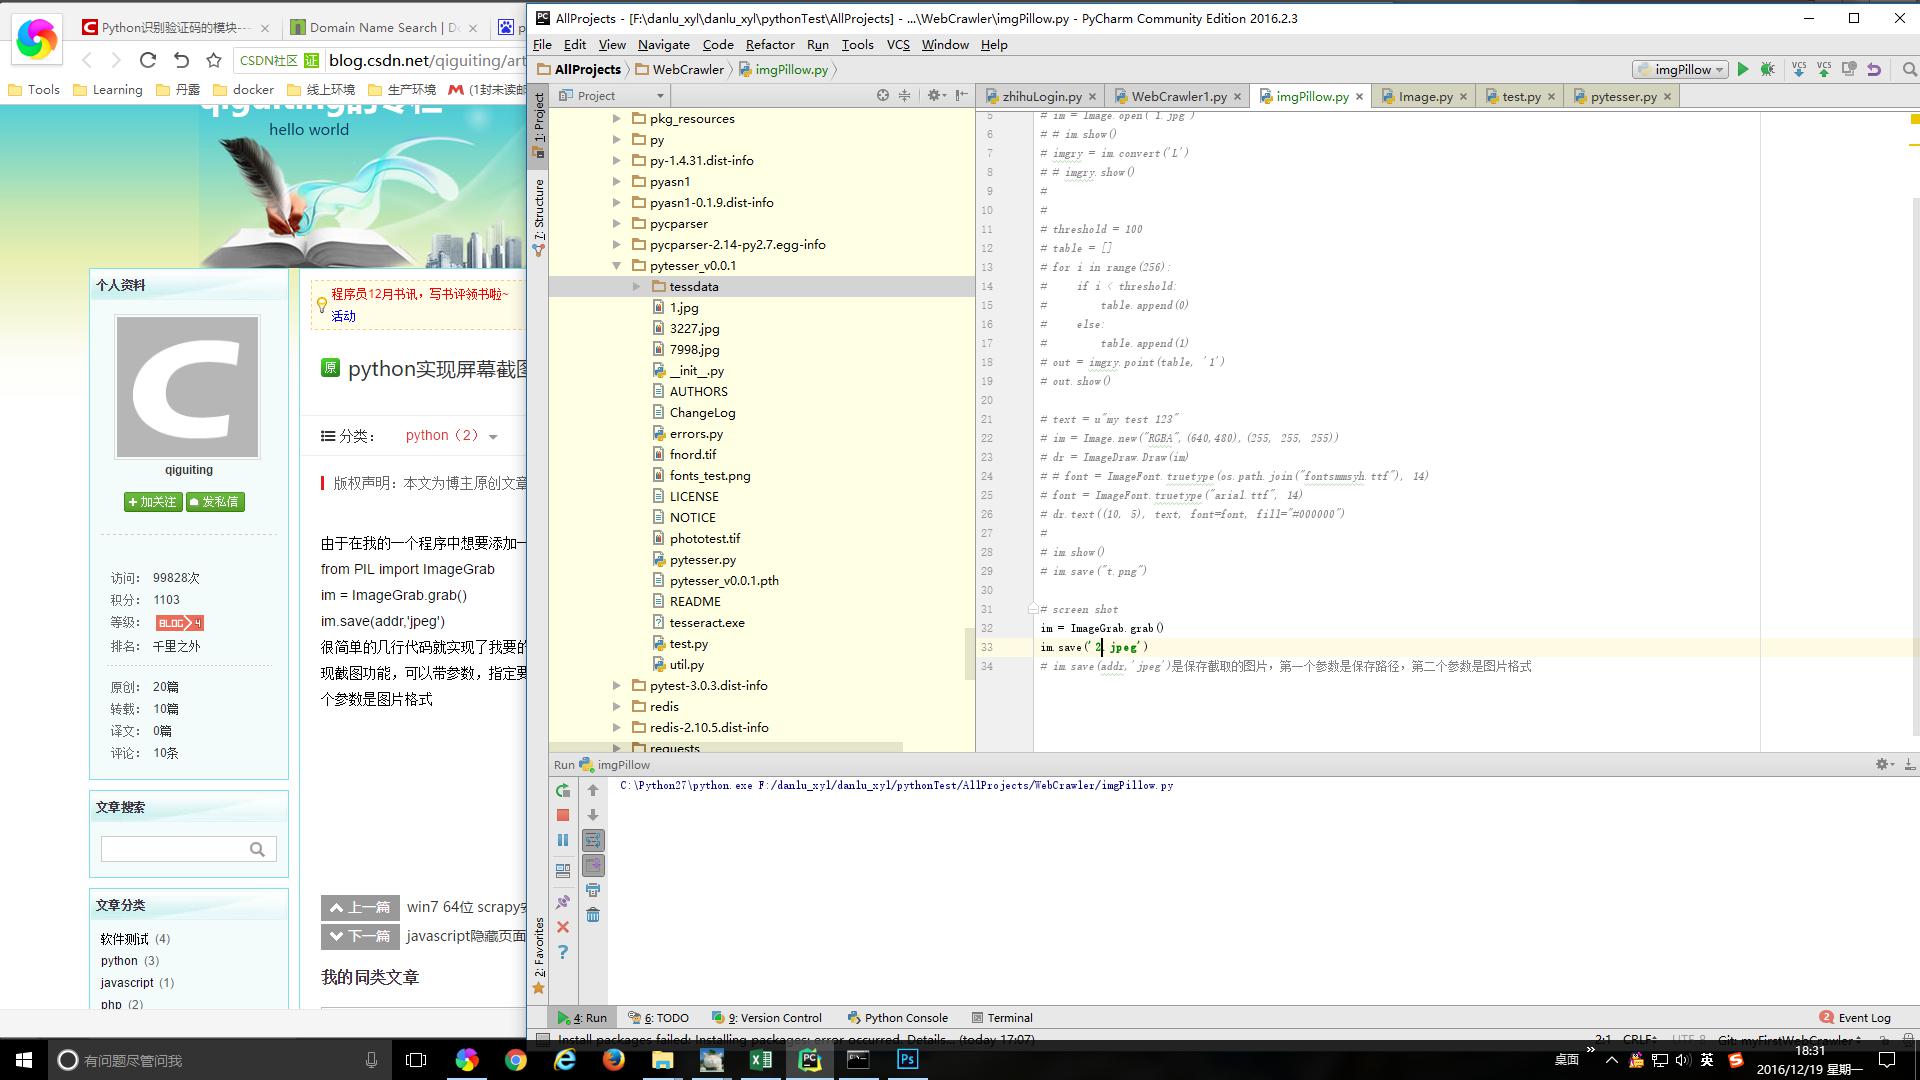 Python识别验证码的模块---
Domain Name Search | D
CSDN社区 证 blog.csdn.net/qiguiting/art
Tools Learning 丹露 docker 线上环境 生产环境 (1封未读邮
qiguiting的专栏
hello world
个人资料
qiguiting
加关注 发私信
访问: 99828次
积分: 1103
等级: BLOG 4
排名: 千里之外
原创: 20篇
转载: 10篇
译文: 0篇
评论: 10条
文章搜索
文章分类
软件测试 (4)
python (3)
javascript (1)
php (2)
程序员12月书讯，写书评领书啦~
活动
原 python实现屏幕截图
分类: python（2）
版权声明：本文为博主原创文章
由于在我的一个程序中想要添加一
from PIL import ImageGrab
im = ImageGrab.grab()
im.save(addr,'jpeg')
很简单的几行代码就实现了我要的
现截图功能，可以带参数，指定要
个参数是图片格式
上一篇 win7 64位 scrapy安
下一篇 javascript隐藏页面
我的同类文章
AllProjects - [F:\danlu_xyl\danlu_xyl\pythonTest\AllProjects] - ...\WebCrawler\imgPillow.py - PyCharm Community Edition 2016.2.3
File Edit View Navigate Code Refactor Run Tools VCS Window Help
AllProjects WebCrawler imgPillow.py
imgPillow
VCS VCS
Project
zhihuLogin.py WebCrawler1.py imgPillow.py Image.py test.py pytesser.py
1: Project
7: Structure
2: Favorites
pkg_resources
py
py-1.4.31.dist-info
pyasn1
pyasn1-0.1.9.dist-info
pycparser
pycparser-2.14-py2.7.egg-info
pytesser_v0.0.1
tessdata
1.jpg
3227.jpg
7998.jpg
__init__.py
AUTHORS
ChangeLog
errors.py
fnord.tif
fonts_test.png
LICENSE
NOTICE
phototest.tif
pytesser.py
pytesser_v0.0.1.pth
README
tesseract.exe
test.py
util.py
pytest-3.0.3.dist-info
redis
redis-2.10.5.dist-info
requests
5 # im = Image.open('1.jpg')
6 # # im.show()
7 # imgry = im.convert('L')
8 # # imgry.show()
9 #
10 #
11 # threshold = 100
12 # table = []
13 # for i in range(256):
14 #     if i < threshold:
15 #         table.append(0)
16 #     else:
17 #         table.append(1)
18 # out = imgry.point(table, '1')
19 # out.show()
20
21 # text = u"my test 123"
22 # im = Image.new("RGBA",(640,480),(255, 255, 255))
23 # dr = ImageDraw.Draw(im)
24 # # font = ImageFont.truetype(os.path.join("fontsmmsyh.ttf"), 14)
25 # font = ImageFont.truetype("arial.ttf", 14)
26 # dr.text((10, 5), text, font=font, fill="#000000")
27 #
28 # im.show()
29 # im.save("t.png")
30
31 # screen shot
32 im = ImageGrab.grab()
33 im.save('2.jpeg')
34 # im.save(addr,'jpeg')是保存截取的图片，第一个参数是保存路径，第二个参数是图片格式
Run imgPillow
C:\Python27\python.exe F:/danlu_xyl/danlu_xyl/pythonTest/AllProjects/WebCrawler/imgPillow.py
4: Run 6: TODO 9: Version Control Python Console Terminal
2 Event Log
Install packages failed: Installing packages: error occurred. Details... (today 17:07)
2:1 CRLF UTF-8 Git: myFirstWebCrawler
有问题尽管问我
桌面 英
18:31
2016/12/19 星期一